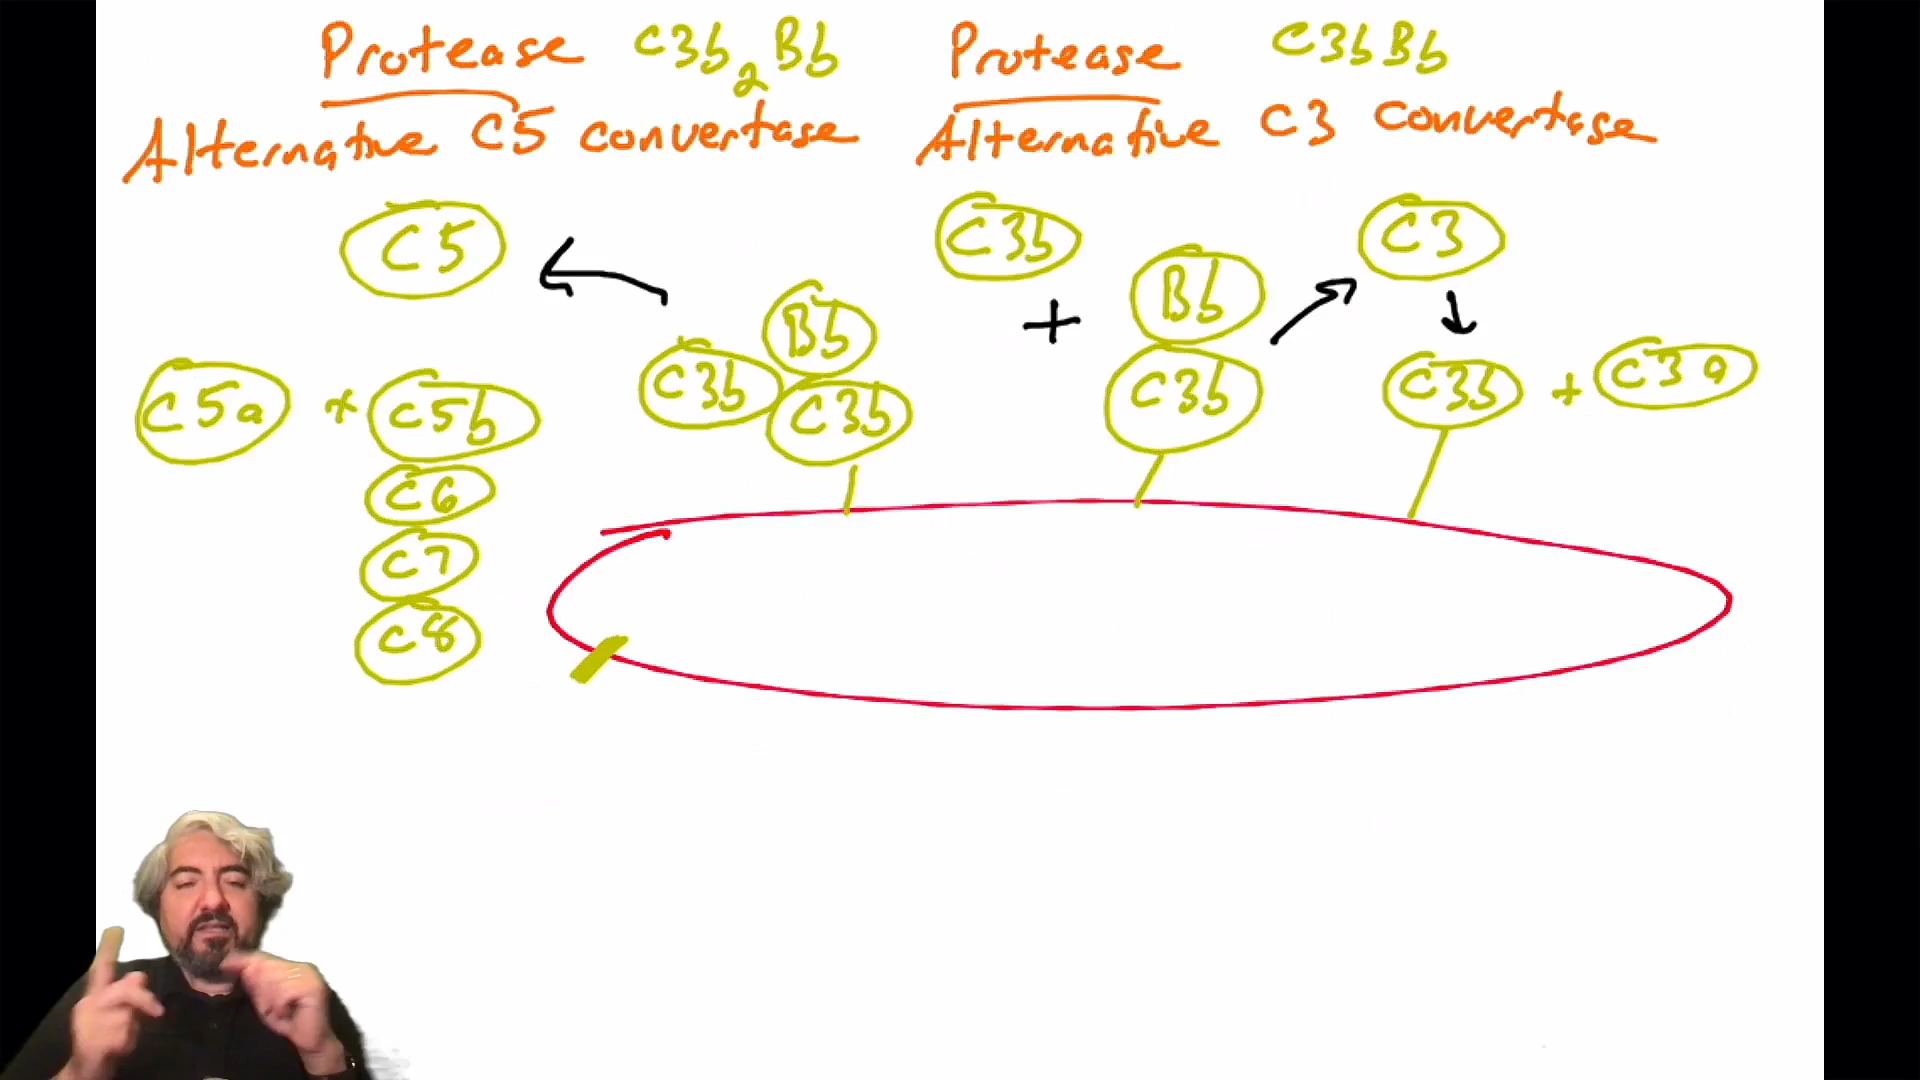 Protease C3b2Bb Protease C3bBb
Alternative C5 convertase Alternative C3 convertase
C5 C3b C3
Bb + Bb
C5a + C5b C3b C3b C3b C3b + C3a
C6
C7
C8